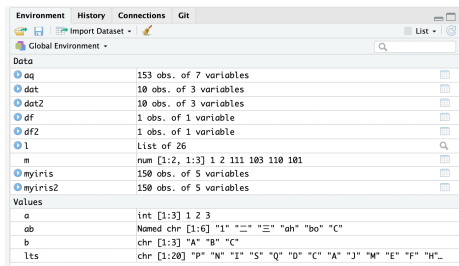 Environment History Connections Git
Import Dataset List
Global Environment
Data
aq 153 obs. of 7 variables
dat 10 obs. of 3 variables
dat2 10 obs. of 3 variables
df 1 obs. of 1 variable
df2 1 obs. of 1 variable
l List of 26
m num [1:2, 1:3] 1 2 111 103 110 101
myiris 150 obs. of 5 variables
myiris2 150 obs. of 5 variables
Values
a int [1:3] 1 2 3
ab Named chr [1:6] "1" "二" "三" "ah" "bo" "C"
b chr [1:3] "A" "B" "C"
lts chr [1:20] "P" "N" "I" "S" "Q" "D" "C" "A" "J" "M" "E" "F" "H"…